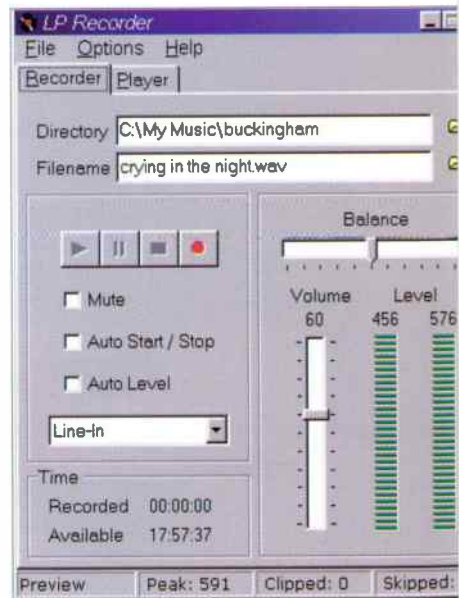 LP Recorder
File Options Help
Recorder Player
Directory C:\My Music\buckingham
Filename crying in the night.wav
Balance
Mute
Volume Level
60 456 576
Auto Start / Stop
Auto Level
Line-In
Time
Recorded 00:00:00
Available 17:57:37
Preview Peak: 591 Clipped: 0 Skipped: